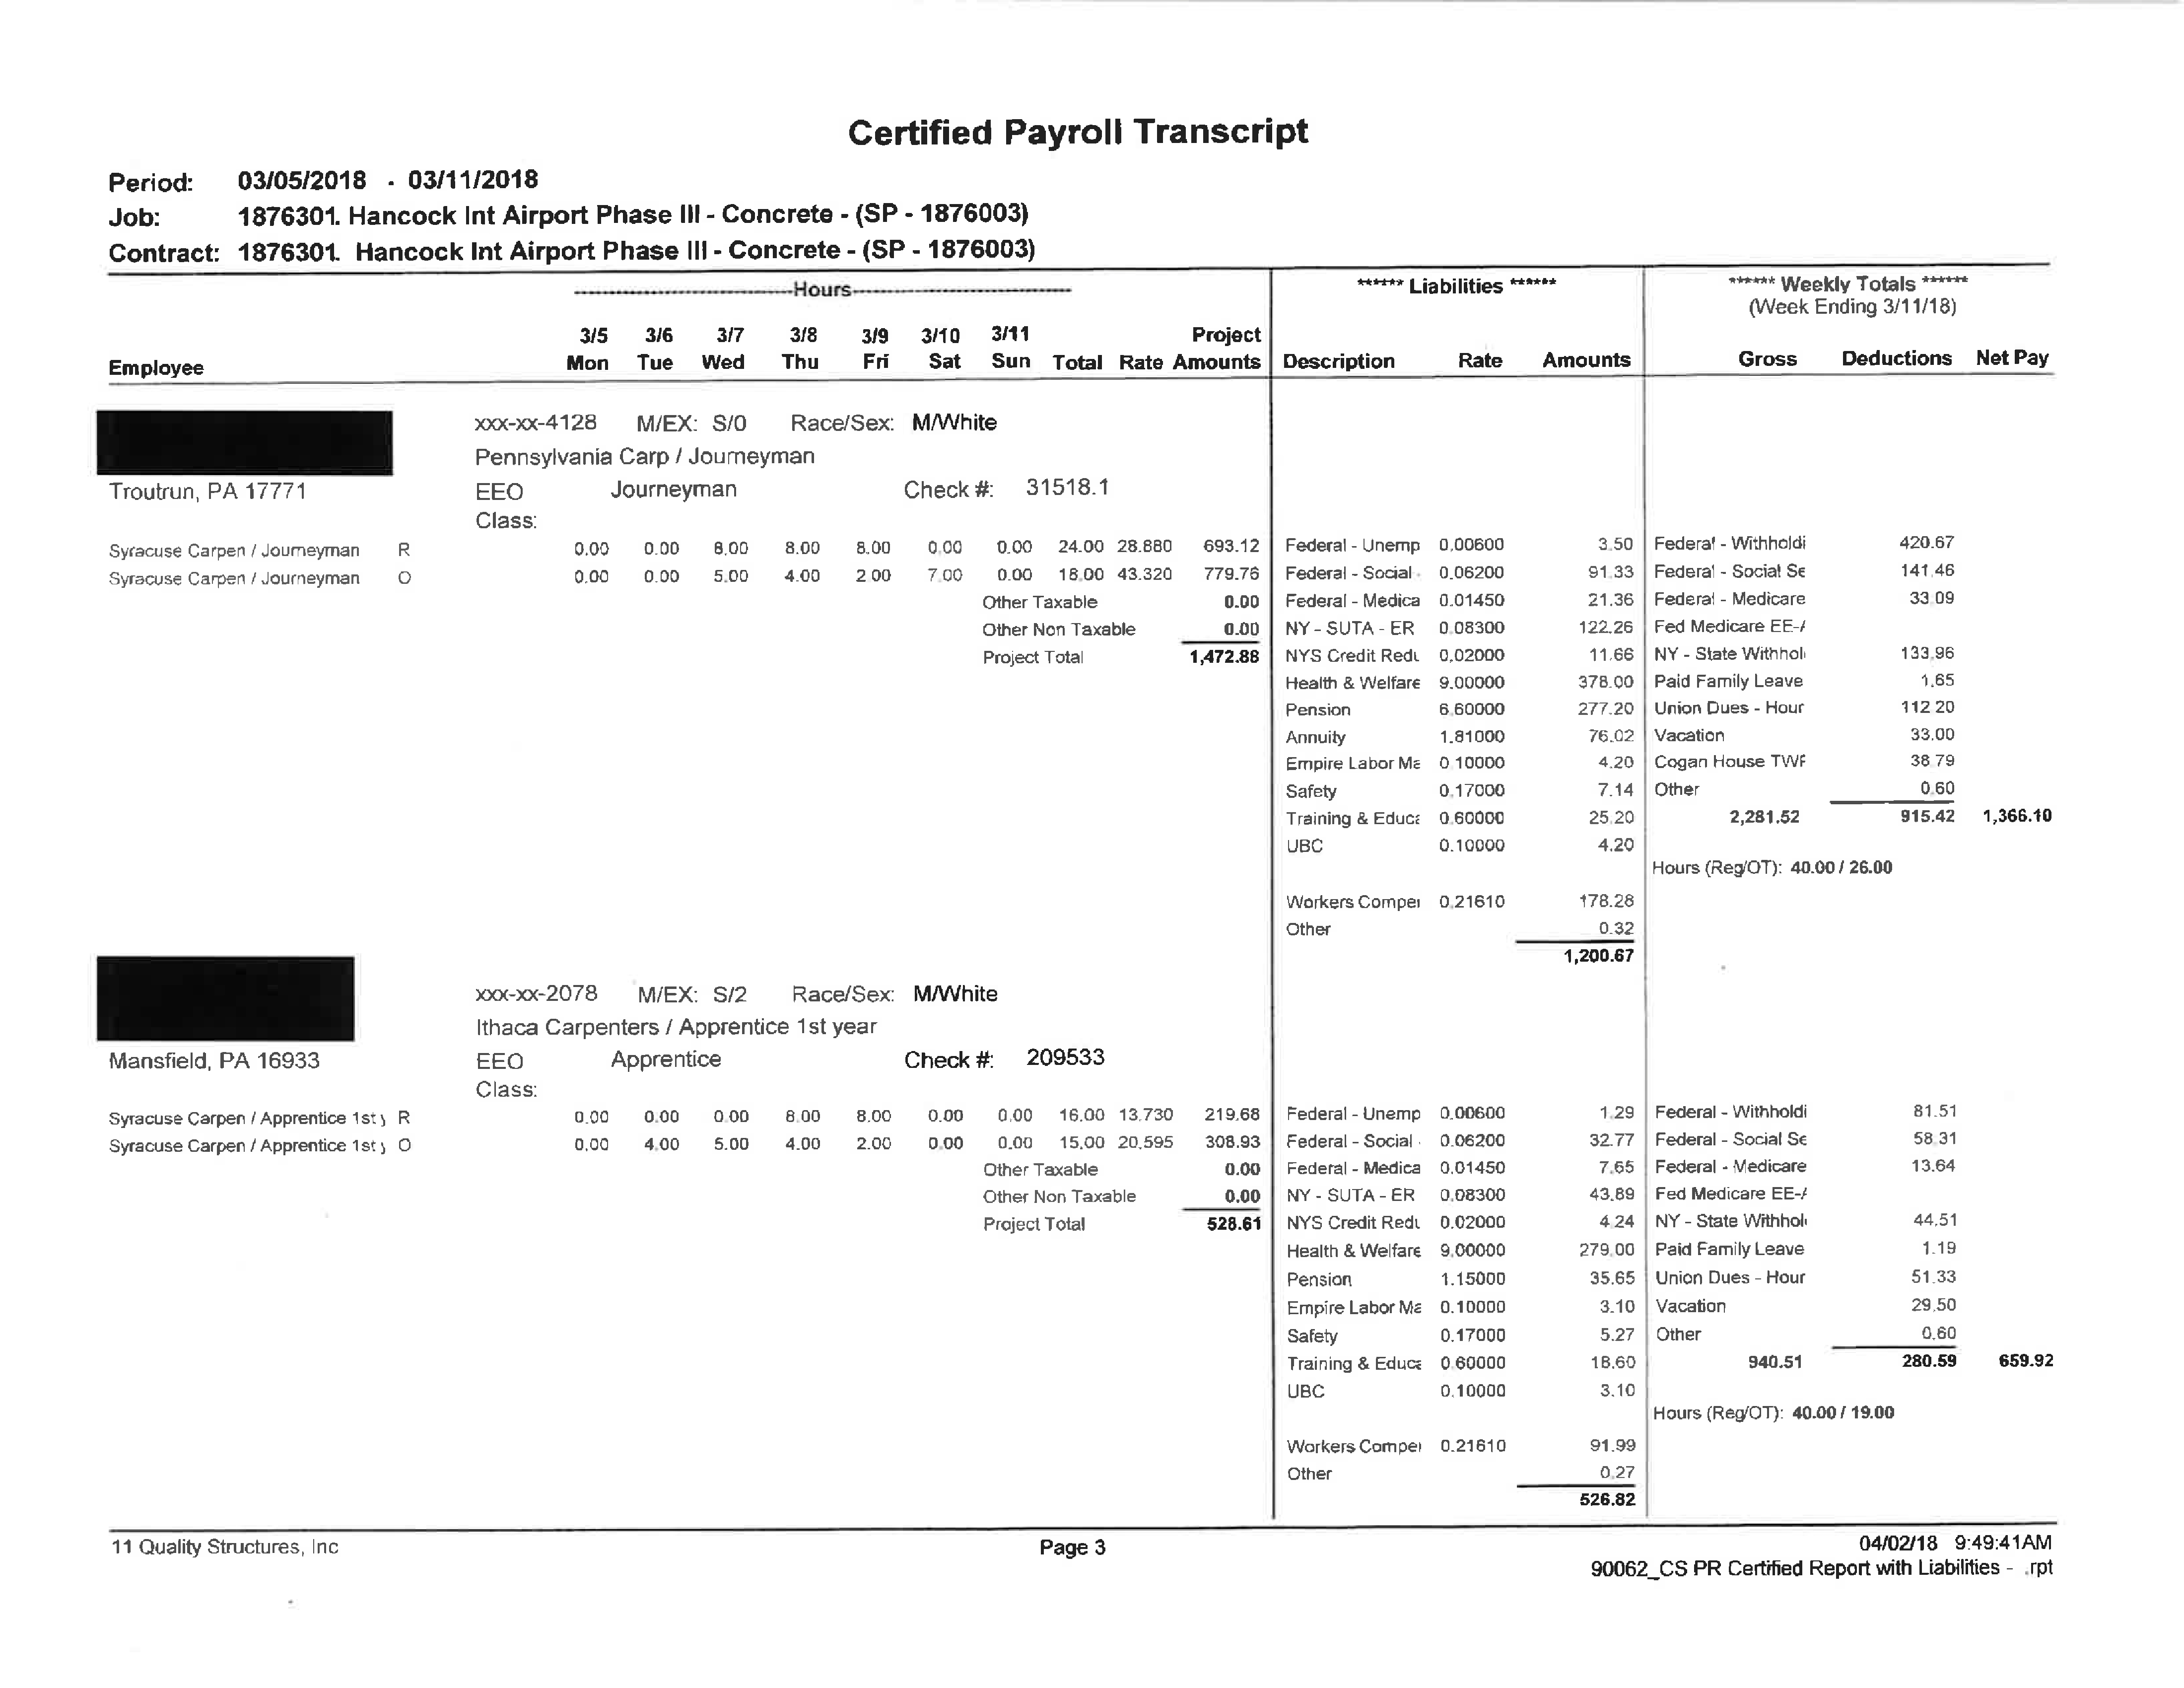 Certified Payroll Transcript
Period: 03/05/2018 - 03/11/2018
Job: 1876301. Hancock Int Airport Phase III - Concrete - (SP - 1876003)
Contract: 1876301. Hancock Int Airport Phase III - Concrete - (SP - 1876003)
Hours ****** Liabilities ****** ****** Weekly Totals ******
(Week Ending 3/11/18)
3/5 3/6 3/7 3/8 3/9 3/10 3/11 Project
Employee Mon Tue Wed Thu Fri Sat Sun Total Rate Amounts Description Rate Amounts Gross Deductions Net Pay
xxx-xx-4128 M/EX: S/0 Race/Sex: M/White
Pennsylvania Carp / Journeyman
Troutrun, PA 17771 EEO Journeyman Check #: 31518.1
Class:
Syracuse Carpen / Journeyman R 0.00 0.00 8.00 8.00 8.00 0.00 0.00 24.00 28.880 693.12 Federal - Unemp 0.00600 3.50 Federal - Withholdi 420.67
Syracuse Carpen / Journeyman O 0.00 0.00 5.00 4.00 2.00 7.00 0.00 18.00 43.320 779.76 Federal - Social - 0.06200 91.33 Federal - Social Se 141.46
Other Taxable 0.00 Federal - Medica 0.01450 21.36 Federal - Medicare 33.09
Other Non Taxable 0.00 NY - SUTA - ER 0.08300 122.26 Fed Medicare EE-A
Project Total 1,472.88 NYS Credit Redu 0.02000 11.66 NY - State Withhol 133.96
Health & Welfare 9.00000 378.00 Paid Family Leave 1.65
Pension 6.60000 277.20 Union Dues - Hour 112.20
Annuity 1.81000 76.02 Vacation 33.00
Empire Labor Ma 0.10000 4.20 Cogan House TWF 38.79
Safety 0.17000 7.14 Other 0.60
Training & Educa 0.60000 25.20 2,281.52 915.42 1,366.10
UBC 0.10000 4.20
Hours (Reg/OT): 40.00 / 26.00
Workers Compe 0.21610 178.28
Other 0.32
1,200.67
xxx-xx-2078 M/EX: S/2 Race/Sex: M/White
Ithaca Carpenters / Apprentice 1st year
Mansfield, PA 16933 EEO Apprentice Check #: 209533
Class:
Syracuse Carpen / Apprentice 1st y R 0.00 0.00 0.00 8.00 8.00 0.00 0.00 16.00 13.730 219.68 Federal - Unemp 0.00600 1.29 Federal - Withholdi 81.51
Syracuse Carpen / Apprentice 1st y O 0.00 4.00 5.00 4.00 2.00 0.00 0.00 15.00 20.595 308.93 Federal - Social - 0.06200 32.77 Federal - Social Se 58.31
Other Taxable 0.00 Federal - Medica 0.01450 7.65 Federal - Medicare 13.64
Other Non Taxable 0.00 NY - SUTA - ER 0.08300 43.89 Fed Medicare EE-A
Project Total 528.61 NYS Credit Redu 0.02000 4.24 NY - State Withhol 44.51
Health & Welfare 9.00000 279.00 Paid Family Leave 1.19
Pension 1.15000 35.65 Union Dues - Hour 51.33
Empire Labor Ma 0.10000 3.10 Vacation 29.50
Safety 0.17000 5.27 Other 0.60
Training & Educa 0.60000 18.60 940.51 280.59 659.92
UBC 0.10000 3.10
Hours (Reg/OT): 40.00 / 19.00
Workers Compe 0.21610 91.99
Other 0.27
526.82
11 Quality Structures, Inc Page 3 04/02/18 9:49:41AM
90062_CS PR Certified Report with Liabilities - .rpt